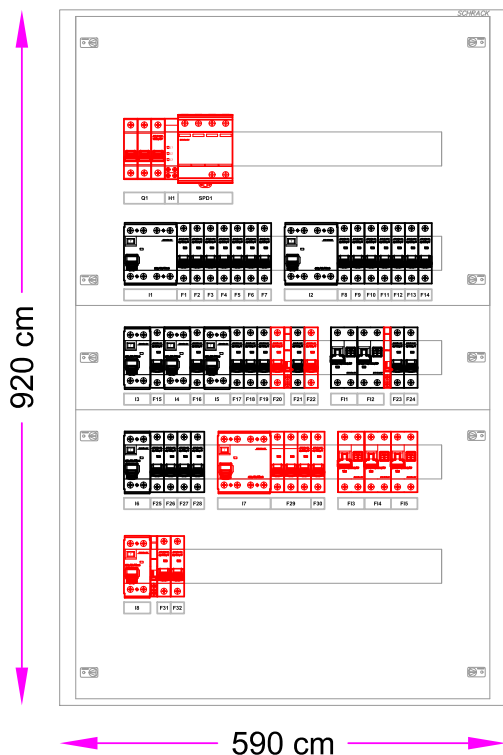 SCHRACK
Q1 H1 SPD1
I1 F1 F2 F3 F4 F5 F6 F7 I2 F8 F9 F10 F11 F12 F13 F14
I3 F15 I4 F16 I5 F17 F18 F19 F20 F21 F22 FI1 FI2 F23 F24
I6 F25 F26 F27 F28 I7 F29 F30 FI3 FI4 FI5
I8 F31 F32
920 cm
590 cm